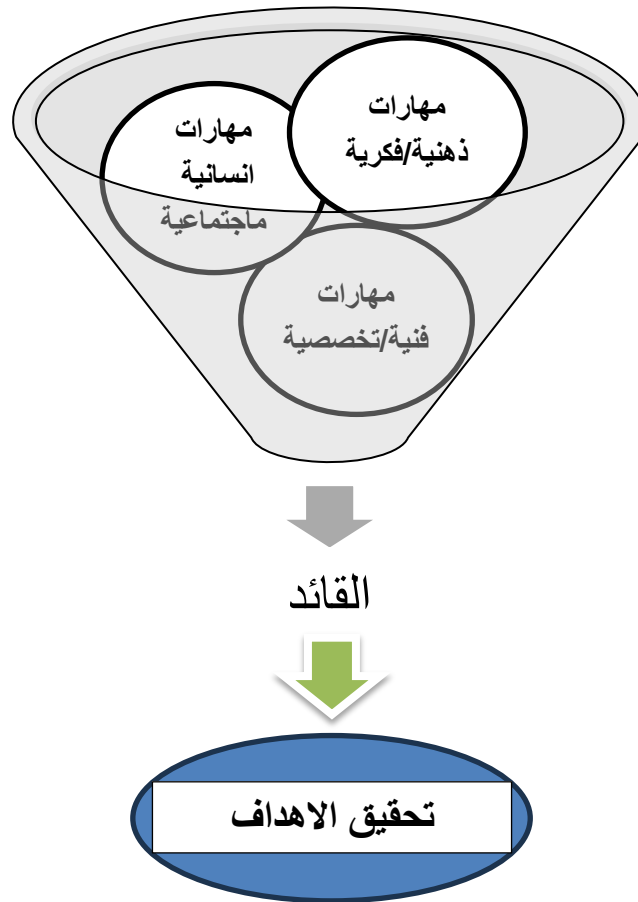 مهارات
ذهنية/فكرية
مهارات
انسانية
ماجتماعية
مهارات
فنية/تخصصية
القائد
تحقيق الاهداف